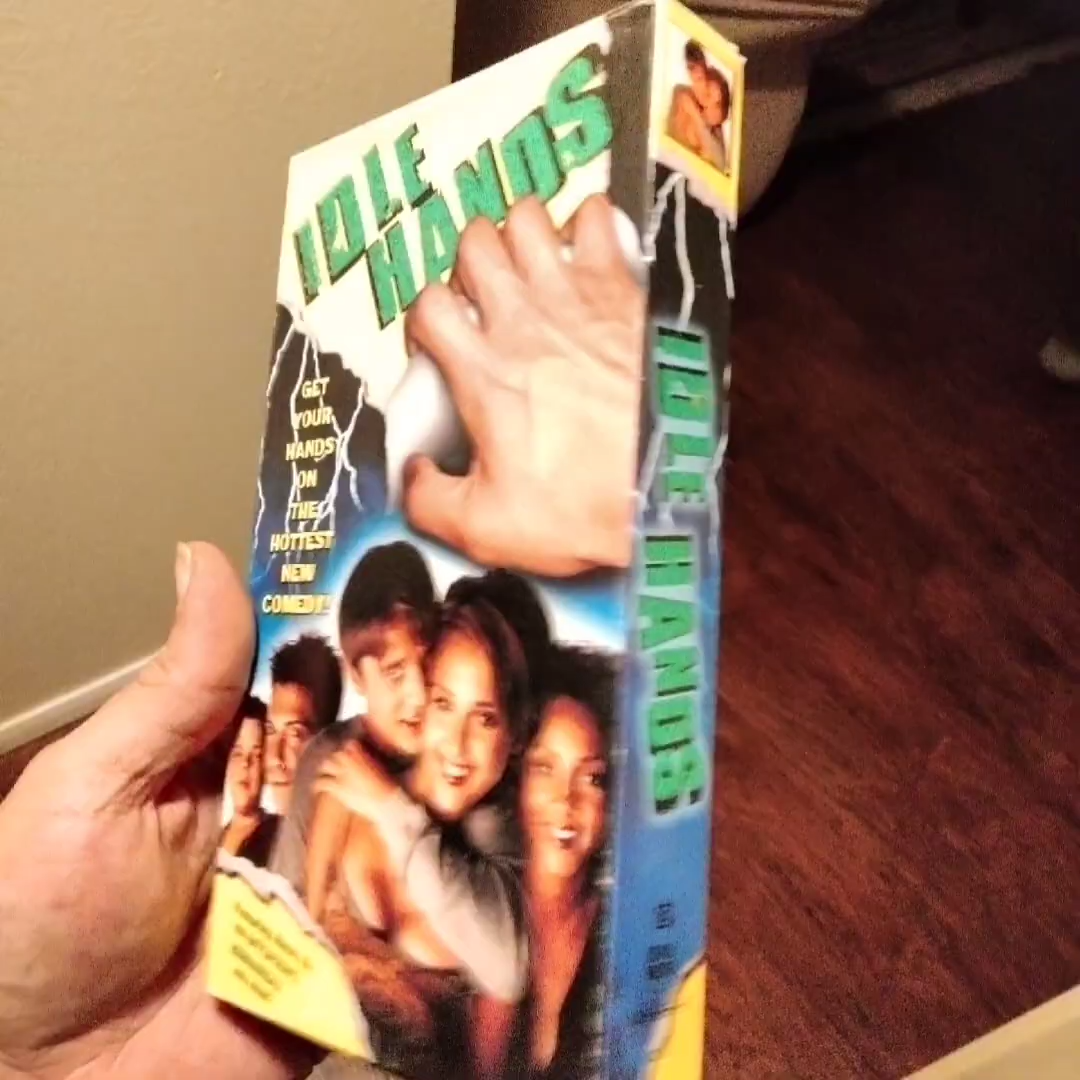 IDLE
HANDS
GET
YOUR
HANDS
ON
THE
HOTTEST
NEW
COMEDY!
IDLE HANDS